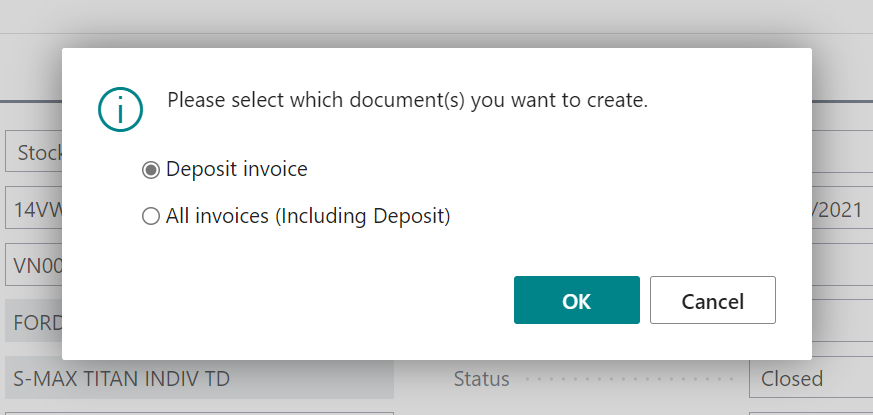 Please select which document(s) you want to create.
Stock
Deposit invoice
14VW
/2021
All invoices (Including Deposit)
VN00
OK
Cancel
FORD
S-MAX TITAN INDIV TD
Status
Closed